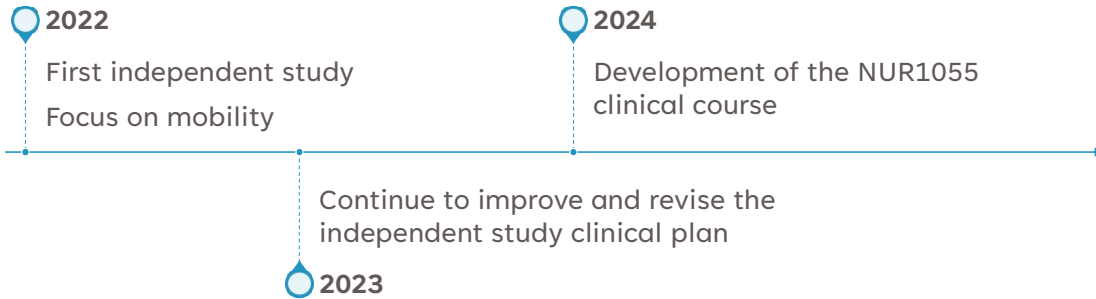 2022
First independent study
Focus on mobility
Continue to improve and revise the
independent study clinical plan
2023
2024
Development of the NUR1055
clinical course